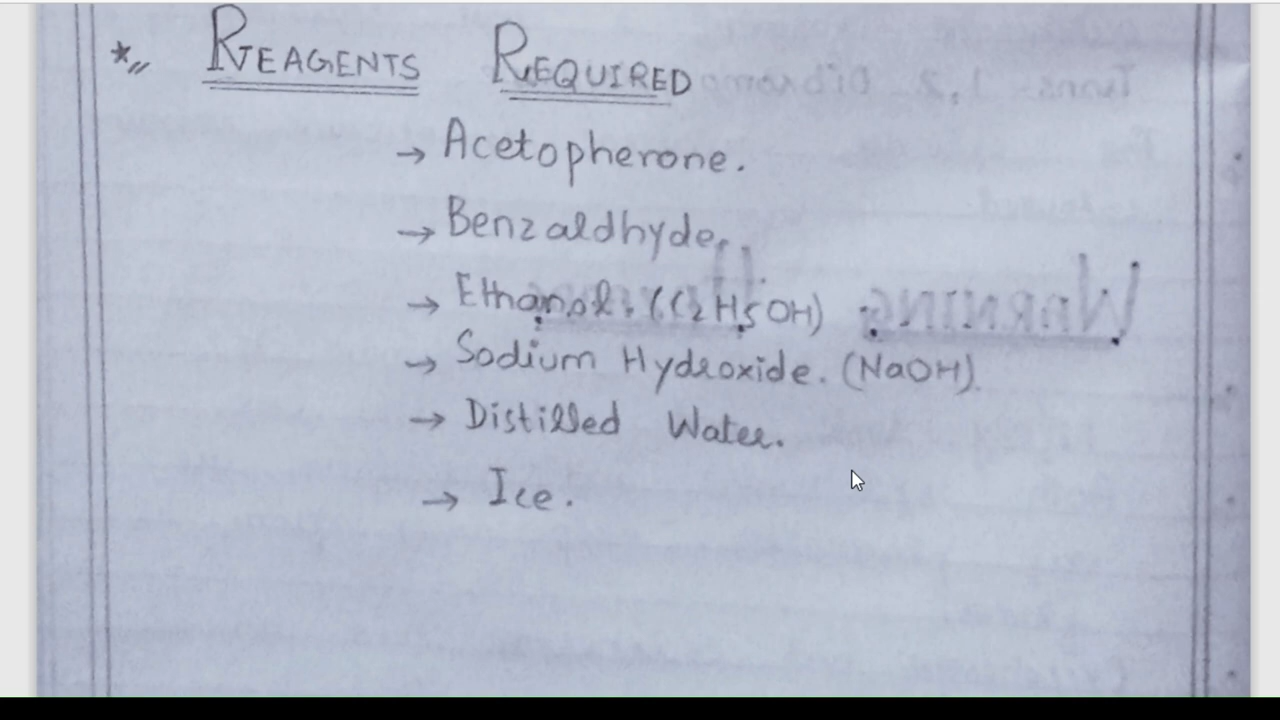 * REAGENTS REQUIRED
→ Acetopherone.
→ Benzaldhyde.
→ Ethanol. (C2H5OH)
→ Sodium Hydroxide. (NaOH).
→ Distilled Water.
→ Ice.